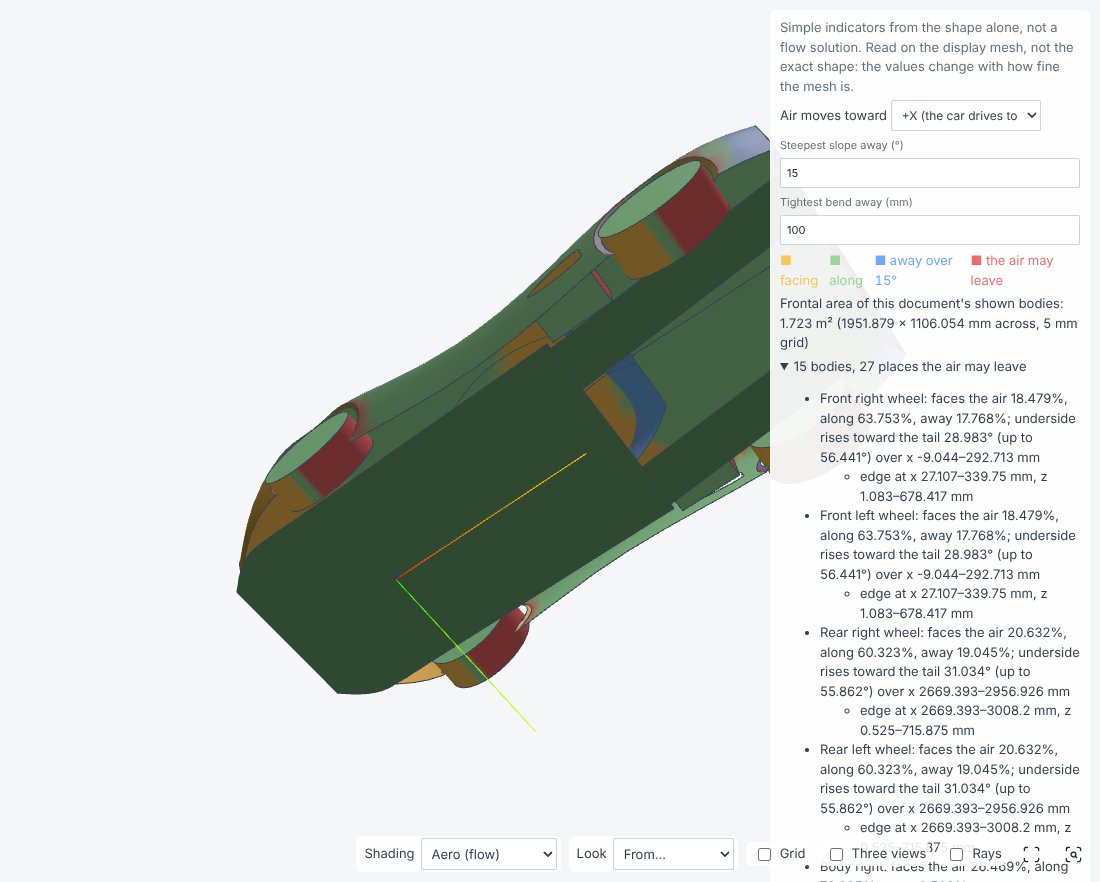 Simple indicators from the shape alone, not a
flow solution. Read on the display mesh, not the
exact shape: the values change with how fine
the mesh is.
Air moves toward +X (the car drives to
Steepest slope away (°)
15
Tightest bend away (mm)
100
facing along away over 15° the air may leave
Frontal area of this document's shown bodies:
1.723 m² (1951.879 × 1106.054 mm across, 5 mm
grid)
▼ 15 bodies, 27 places the air may leave
• Front right wheel: faces the air 18.479%,
along 63.753%, away 17.768%; underside
rises toward the tail 28.983° (up to
56.441°) over x -9.044–292.713 mm
◦ edge at x 27.107–339.75 mm, z
1.083–678.417 mm
• Front left wheel: faces the air 18.479%,
along 63.753%, away 17.768%; underside
rises toward the tail 28.983° (up to
56.441°) over x -9.044–292.713 mm
◦ edge at x 27.107–339.75 mm, z
1.083–678.417 mm
• Rear right wheel: faces the air 20.632%,
along 60.323%, away 19.045%; underside
rises toward the tail 31.034° (up to
55.862°) over x 2669.393–2956.926 mm
◦ edge at x 2669.393–3008.2 mm, z
0.525–715.875 mm
• Rear left wheel: faces the air 20.632%,
along 60.323%, away 19.045%; underside
rises toward the tail 31.034° (up to
55.862°) over x 2669.393–2956.926 mm
◦ edge at x 2669.393–3008.2 mm, z
• Body right: faces the air 26.469%, along
Shading Aero (flow) Look From... Grid Three views Rays